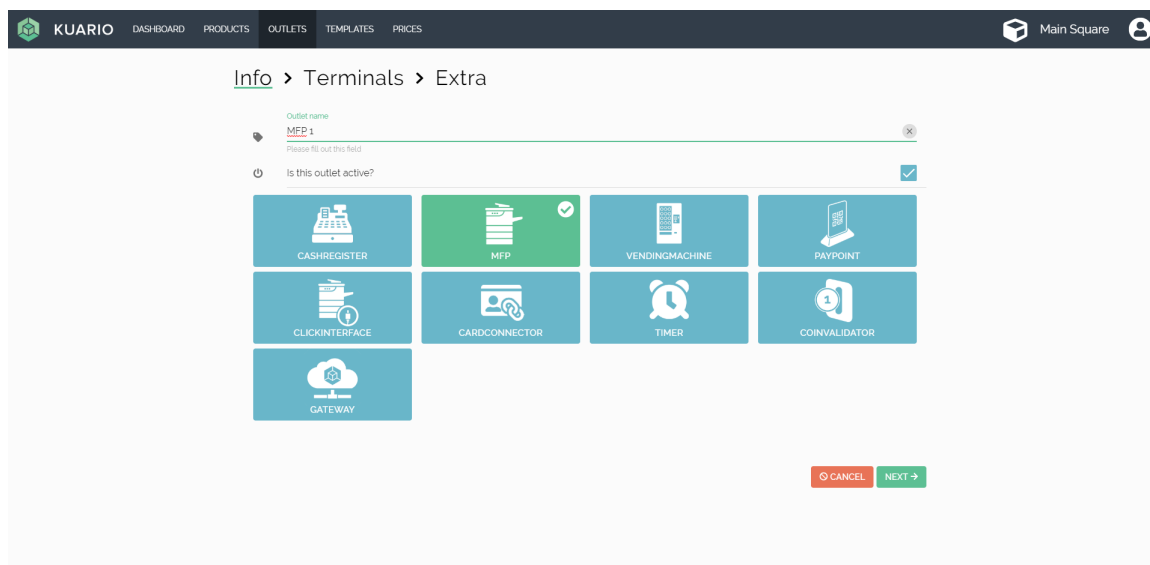 KUARIO DASHBOARD PRODUCTS OUTLETS TEMPLATES PRICES Main Square
Info > Terminals > Extra
Outlet name
MFP 1
Please fill out this field
Is this outlet active?
CASHREGISTER MFP VENDINGMACHINE PAYPOINT
1
CLICKINTERFACE CARDCONNECTOR TIMER COINVALIDATOR
GATEWAY
CANCEL NEXT →